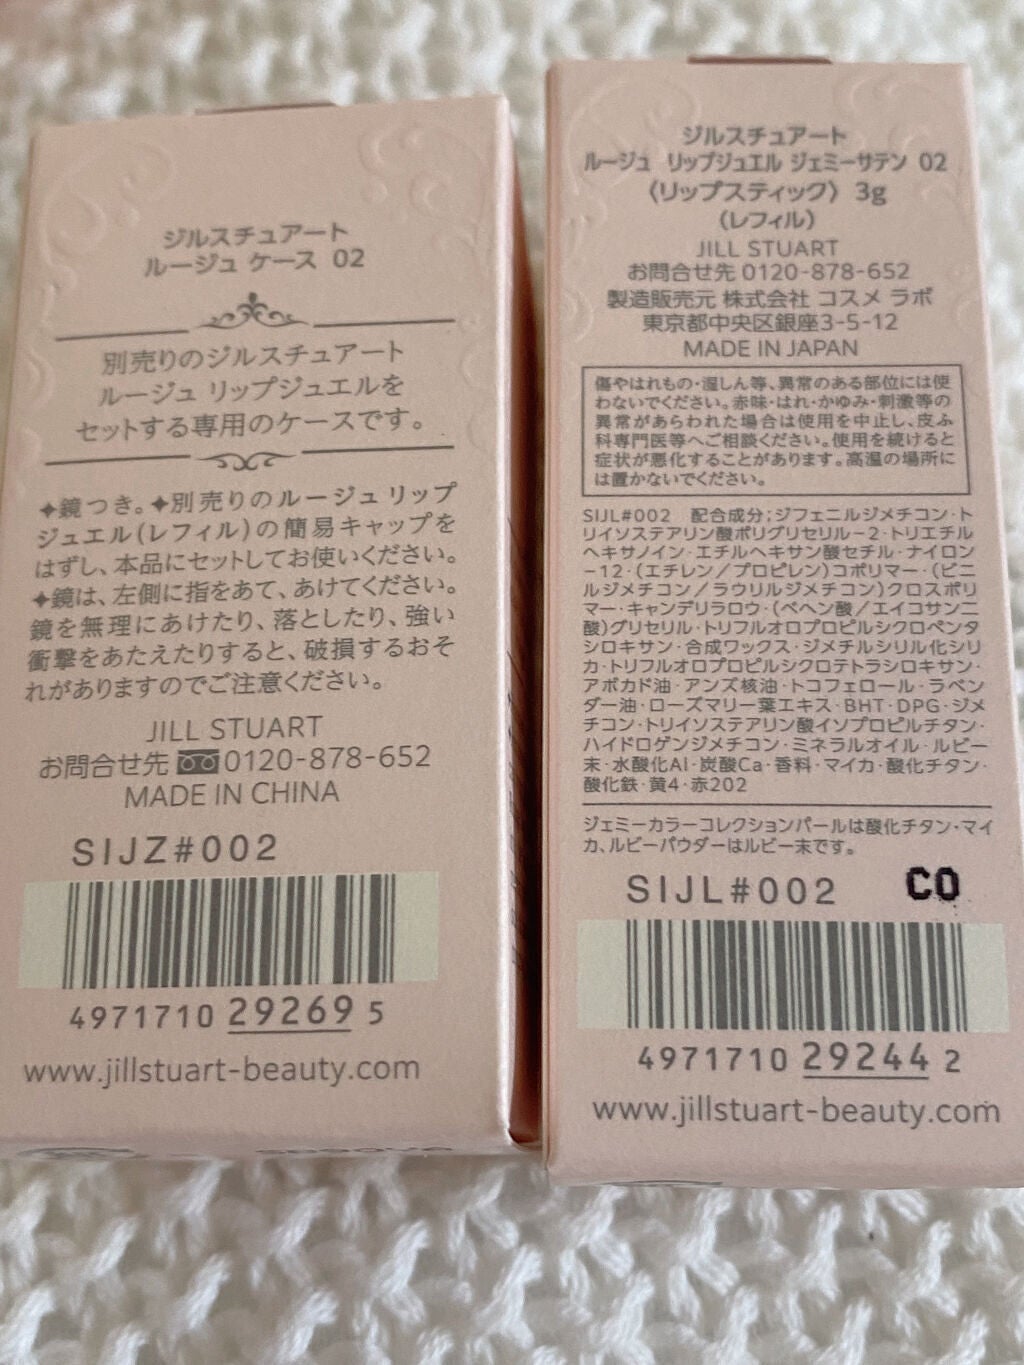 ジルスチュアート
ルージュ ケース 02
別売りのジルスチュアート
ルージュ リップジュエルを
セットする専用のケースです。
✦鏡つき。✦別売りのルージュ リップ
ジュエル(レフィル)の簡易キャップを
はずし、本品にセットしてお使いください。
✦鏡は、左側に指をあて、あけてください。
鏡を無理にあけたり、落としたり、強い
衝撃をあたえたりすると、破損するおそ
れがありますのでご注意ください。
JILL STUART
お問合せ先 0120-878-652
MADE IN CHINA
SIJZ#002
4971710 29269 5
www.jillstuart-beauty.com
ジルスチュアート
ルージュ リップジュエル ジェミーサテン 02
〈リップスティック〉 3g
(レフィル)
JILL STUART
お問合せ先 0120-878-652
製造販売元 株式会社 コスメ ラボ
東京都中央区銀座3-5-12
MADE IN JAPAN
傷やはれもの・湿しん等、異常のある部位には使
わないでください。赤味・はれ・かゆみ・刺激等の
異常があらわれた場合は使用を中止し、皮ふ
科専門医等へご相談ください。使用を続けると
症状が悪化することがあります。高温の場所に
は置かないでください。
SIJL#002 配合成分;ジフェニルジメチコン・ト
リイソステアリン酸ポリグリセリル-2・トリエチル
ヘキサノイン・エチルヘキサン酸セチル・ナイロン
-12・(エチレン/プロピレン)コポリマー・(ビニ
ルジメチコン/ラウリルジメチコン)クロスポリ
マー・キャンデリラロウ・(ベヘン酸/エイコサン二
酸)グリセリル・トリフルオロプロピルシクロペンタ
シロキサン・合成ワックス・ジメチルシリル化シリ
カ・トリフルオロプロピルシクロテトラシロキサン・
アボカド油・アンズ核油・トコフェロール・ラベン
ダー油・ローズマリー葉エキス・BHT・DPG・ジメ
チコン・トリイソステアリン酸イソプロピルチタン・
ハイドロゲンジメチコン・ミネラルオイル・ルビー
末・水酸化Al・炭酸Ca・香料・マイカ・酸化チタン・
酸化鉄・黄4・赤202
ジェミーカラーコレクションパールは酸化チタン・マイ
カ、ルビーパウダーはルビー末です。
SIJL#002 CO
4971710 29244 2
www.jillstuart-beauty.com